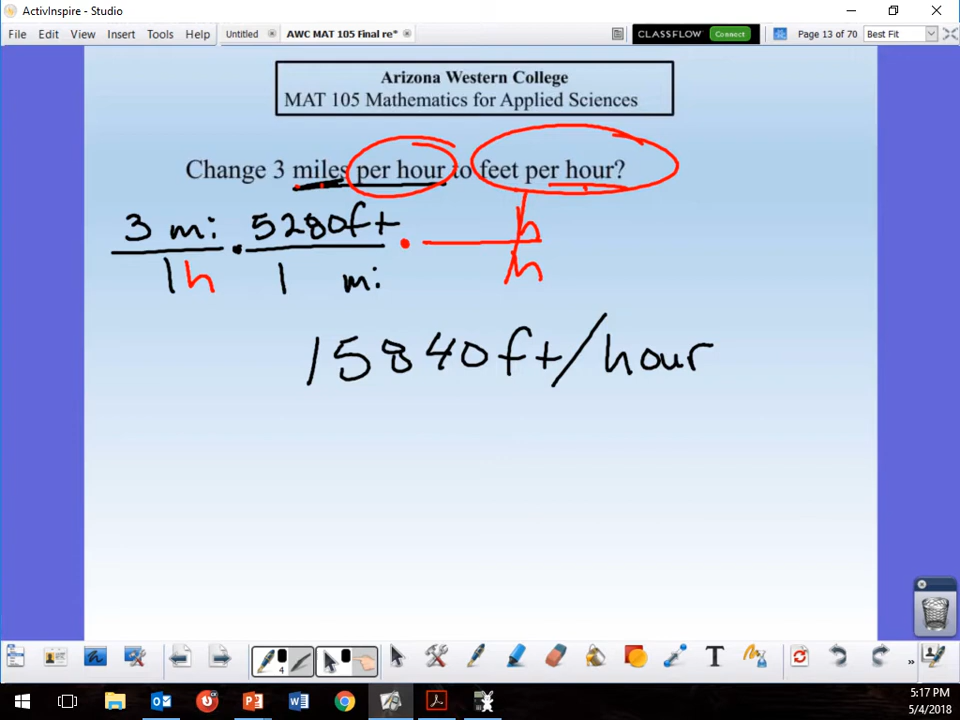 ActivInspire - Studio
File Edit View Insert Tools Help Untitled AWC MAT 105 Final re* CLASSFLOW Connect Page 13 of 70 Best Fit
Arizona Western College
MAT 105 Mathematics for Applied Sciences
Change 3 miles per hour to feet per hour?
3 mi . 5280ft . h
1h 1 mi h
15840ft/hour
4 T »
5:17 PM
5/4/2018